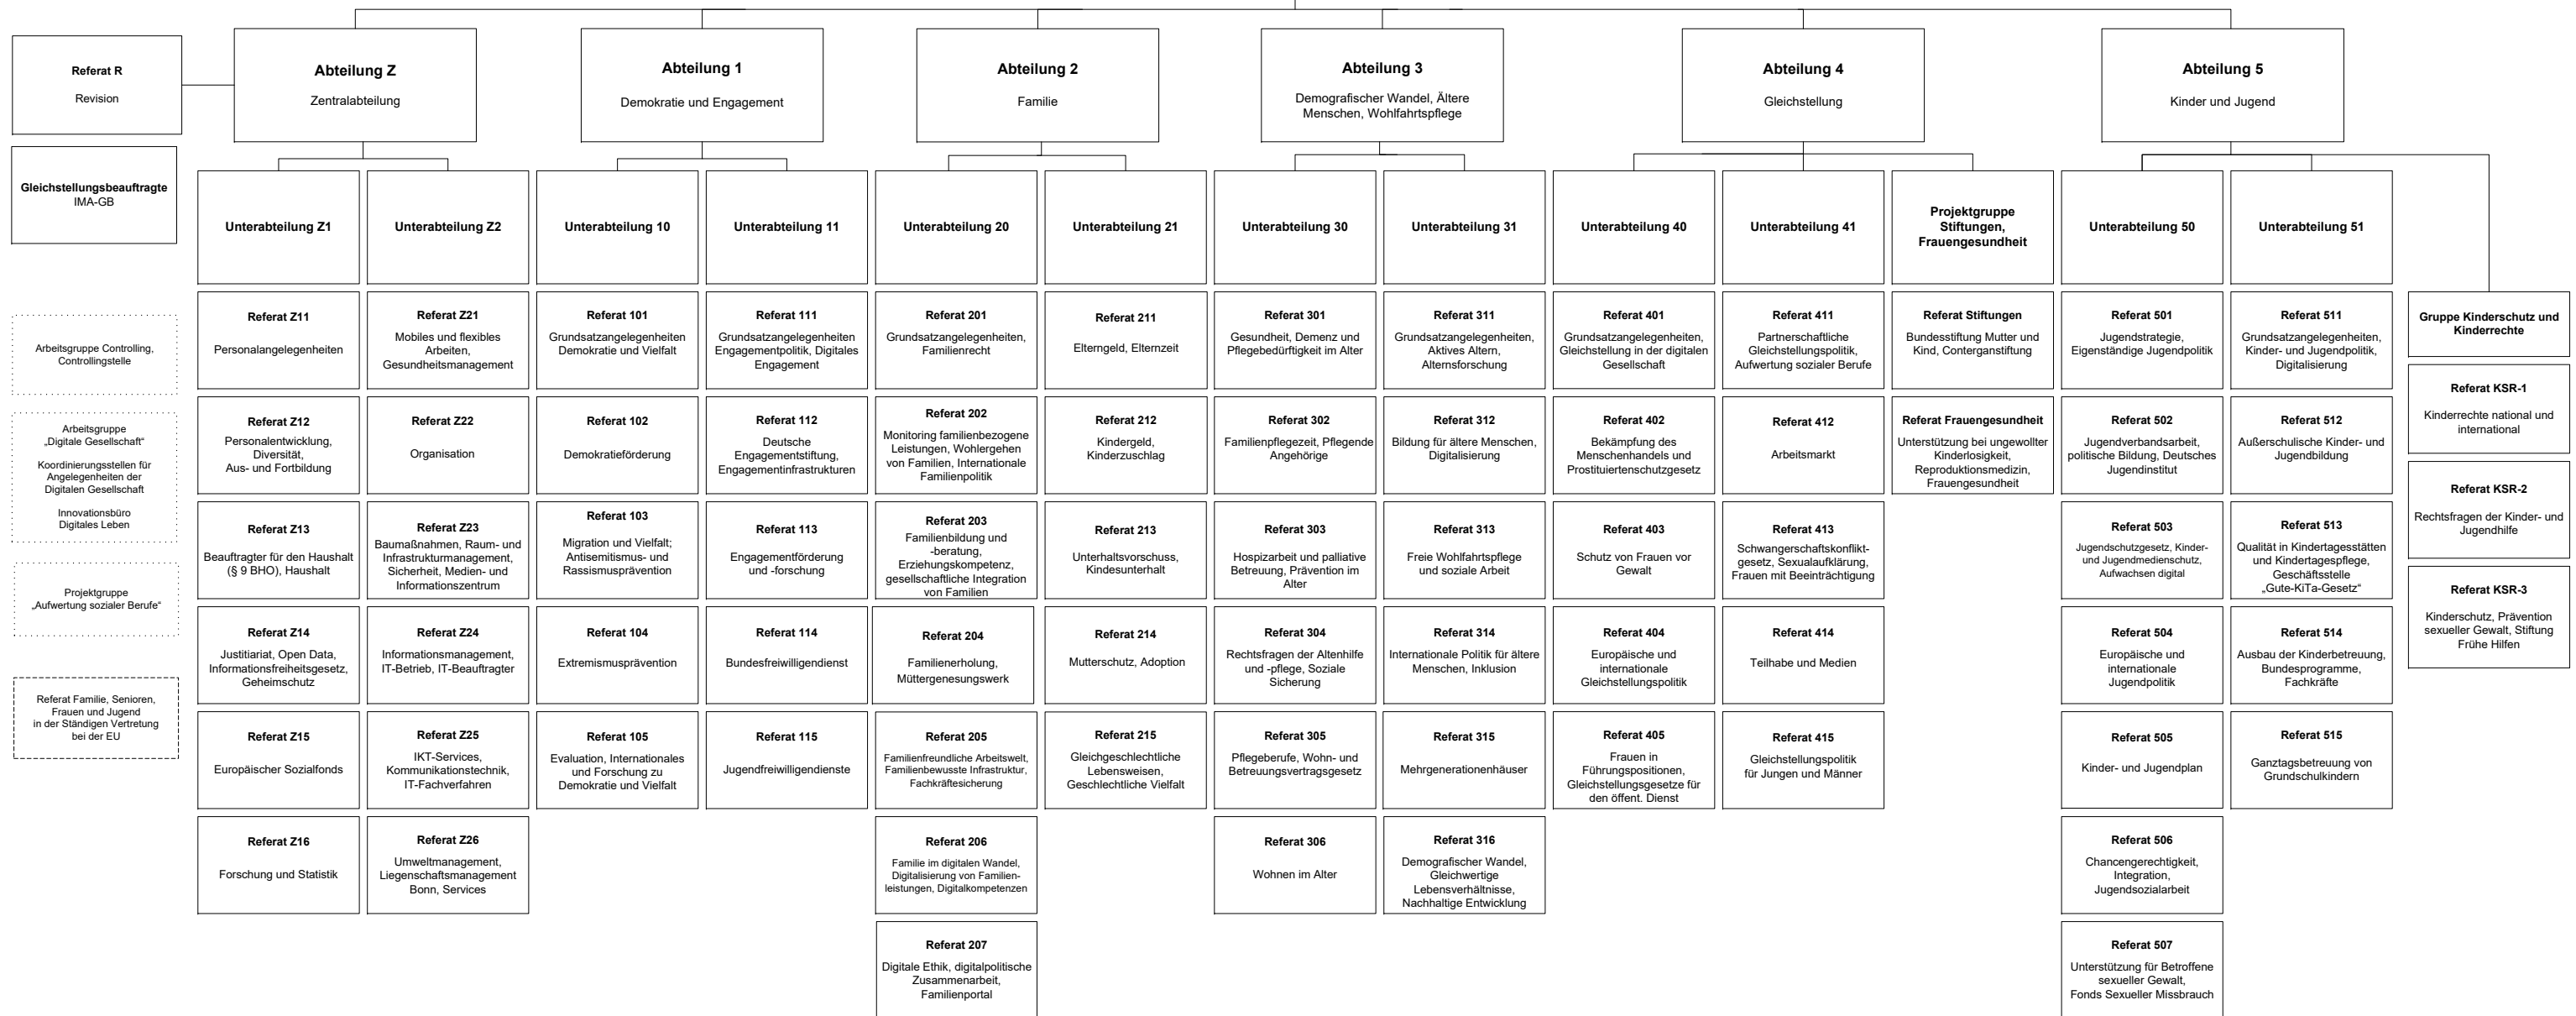 Referat R
Revision
Gleichstellungsbeauftragte
IMA-GB
Arbeitsgruppe Controlling,
Controllingstelle
Arbeitsgruppe
„Digitale Gesellschaft“
Koordinierungsstellen für
Angelegenheiten der
Digitalen Gesellschaft
Innovationsbüro
Digitales Leben
Projektgruppe
„Aufwertung sozialer Berufe“
Referat Familie, Senioren,
Frauen und Jugend
in der Ständigen Vertretung
bei der EU
Abteilung Z
Zentralabteilung
Unterabteilung Z1
Referat Z11
Personalangelegenheiten
Referat Z12
Personalentwicklung,
Diversität,
Aus- und Fortbildung
Referat Z13
Beauftragter für den Haushalt
(§ 9 BHO), Haushalt
Referat Z14
Justitiariat, Open Data,
Informationsfreiheitsgesetz,
Geheimschutz
Referat Z15
Europäischer Sozialfonds
Referat Z16
Forschung und Statistik
Unterabteilung Z2
Referat Z21
Mobiles und flexibles
Arbeiten,
Gesundheitsmanagement
Referat Z22
Organisation
Referat Z23
Baumaßnahmen, Raum- und
Infrastrukturmanagement,
Sicherheit, Medien- und
Informationszentrum
Referat Z24
Informationsmanagement,
IT-Betrieb, IT-Beauftragter
Referat Z25
IKT-Services,
Kommunikationstechnik,
IT-Fachverfahren
Referat Z26
Umweltmanagement,
Liegenschaftsmanagement
Bonn, Services
Abteilung 1
Demokratie und Engagement
Unterabteilung 10
Referat 101
Grundsatzangelegenheiten
Demokratie und Vielfalt
Referat 102
Demokratieförderung
Referat 103
Migration und Vielfalt;
Antisemitismus- und
Rassismusprävention
Referat 104
Extremismusprävention
Referat 105
Evaluation, Internationales
und Forschung zu
Demokratie und Vielfalt
Unterabteilung 11
Referat 111
Grundsatzangelegenheiten
Engagementpolitik, Digitales
Engagement
Referat 112
Deutsche
Engagementstiftung,
Engagementinfrastrukturen
Referat 113
Engagementförderung
und -forschung
Referat 114
Bundesfreiwilligendienst
Referat 115
Jugendfreiwilligendienste
Abteilung 2
Familie
Unterabteilung 20
Referat 201
Grundsatzangelegenheiten,
Familienrecht
Referat 202
Monitoring familienbezogene
Leistungen, Wohlergehen
von Familien, Internationale
Familienpolitik
Referat 203
Familienbildung und
-beratung,
Erziehungskompetenz,
gesellschaftliche Integration
von Familien
Referat 204
Familienerholung,
Müttergenesungswerk
Referat 205
Familienfreundliche Arbeitswelt,
Familienbewusste Infrastruktur,
Fachkräftesicherung
Referat 206
Familie im digitalen Wandel,
Digitalisierung von Familien-
leistungen, Digitalkompetenzen
Referat 207
Digitale Ethik, digitalpolitische
Zusammenarbeit,
Familienportal
Unterabteilung 21
Referat 211
Elterngeld, Elternzeit
Referat 212
Kindergeld,
Kinderzuschlag
Referat 213
Unterhaltsvorschuss,
Kindesunterhalt
Referat 214
Mutterschutz, Adoption
Referat 215
Gleichgeschlechtliche
Lebensweisen,
Geschlechtliche Vielfalt
Abteilung 3
Demografischer Wandel, Ältere
Menschen, Wohlfahrtspflege
Unterabteilung 30
Referat 301
Gesundheit, Demenz und
Pflegebedürftigkeit im Alter
Referat 302
Familienpflegezeit, Pflegende
Angehörige
Referat 303
Hospizarbeit und palliative
Betreuung, Prävention im
Alter
Referat 304
Rechtsfragen der Altenhilfe
und -pflege, Soziale
Sicherung
Referat 305
Pflegeberufe, Wohn- und
Betreuungsvertragsgesetz
Referat 306
Wohnen im Alter
Unterabteilung 31
Referat 311
Grundsatzangelegenheiten,
Aktives Altern,
Alternsforschung
Referat 312
Bildung für ältere Menschen,
Digitalisierung
Referat 313
Freie Wohlfahrtspflege
und soziale Arbeit
Referat 314
Internationale Politik für ältere
Menschen, Inklusion
Referat 315
Mehrgenerationenhäuser
Referat 316
Demografischer Wandel,
Gleichwertige
Lebensverhältnisse,
Nachhaltige Entwicklung
Abteilung 4
Gleichstellung
Unterabteilung 40
Referat 401
Grundsatzangelegenheiten,
Gleichstellung in der digitalen
Gesellschaft
Referat 402
Bekämpfung des
Menschenhandels und
Prostituiertenschutzgesetz
Referat 403
Schutz von Frauen vor
Gewalt
Referat 404
Europäische und
internationale
Gleichstellungspolitik
Referat 405
Frauen in
Führungspositionen,
Gleichstellungsgesetze für
den öffent. Dienst
Unterabteilung 41
Referat 411
Partnerschaftliche
Gleichstellungspolitik,
Aufwertung sozialer Berufe
Referat 412
Arbeitsmarkt
Referat 413
Schwangerschaftskonflikt-
gesetz, Sexualaufklärung,
Frauen mit Beeinträchtigung
Referat 414
Teilhabe und Medien
Referat 415
Gleichstellungspolitik
für Jungen und Männer
Projektgruppe
Stiftungen,
Frauengesundheit
Referat Stiftungen
Bundesstiftung Mutter und
Kind, Conterganstiftung
Referat Frauengesundheit
Unterstützung bei ungewollter
Kinderlosigkeit,
Reproduktionsmedizin,
Frauengesundheit
Abteilung 5
Kinder und Jugend
Unterabteilung 50
Referat 501
Jugendstrategie,
Eigenständige Jugendpolitik
Referat 502
Jugendverbandsarbeit,
politische Bildung, Deutsches
Jugendinstitut
Referat 503
Jugendschutzgesetz, Kinder-
und Jugendmedienschutz,
Aufwachsen digital
Referat 504
Europäische und
internationale
Jugendpolitik
Referat 505
Kinder- und Jugendplan
Referat 506
Chancengerechtigkeit,
Integration,
Jugendsozialarbeit
Referat 507
Unterstützung für Betroffene
sexueller Gewalt,
Fonds Sexueller Missbrauch
Unterabteilung 51
Referat 511
Grundsatzangelegenheiten,
Kinder- und Jugendpolitik,
Digitalisierung
Referat 512
Außerschulische Kinder- und
Jugendbildung
Referat 513
Qualität in Kindertagesstätten
und Kindertagespflege,
Geschäftsstelle
„Gute-KiTa-Gesetz“
Referat 514
Ausbau der Kinderbetreuung,
Bundesprogramme,
Fachkräfte
Referat 515
Ganztagsbetreuung von
Grundschulkindern
Gruppe Kinderschutz und
Kinderrechte
Referat KSR-1
Kinderrechte national und
international
Referat KSR-2
Rechtsfragen der Kinder- und
Jugendhilfe
Referat KSR-3
Kinderschutz, Prävention
sexueller Gewalt, Stiftung
Frühe Hilfen